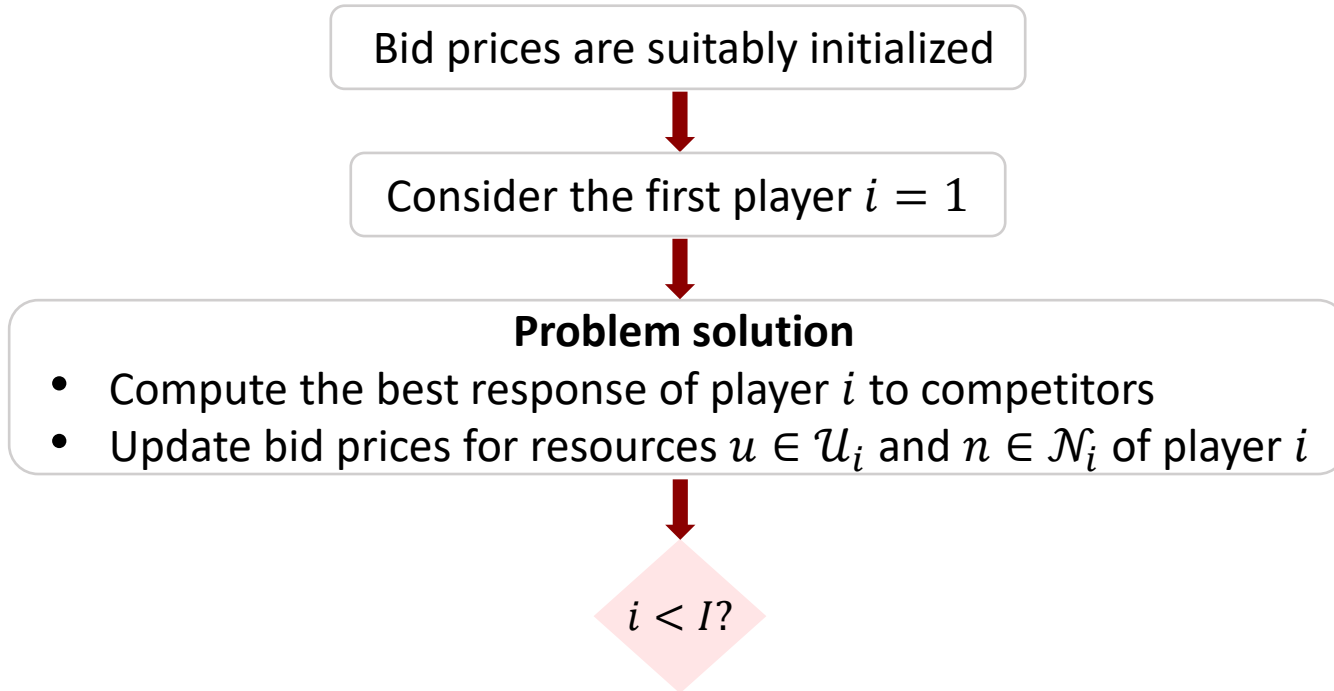 Bid prices are suitably initialized
Consider the first player 𝑖 = 1
Problem solution
• Compute the best response of player 𝑖 to competitors
• Update bid prices for resources 𝑢 ∈ 𝒰ᵢ and 𝑛 ∈ 𝒩ᵢ of player 𝑖
𝑖 < 𝐼?